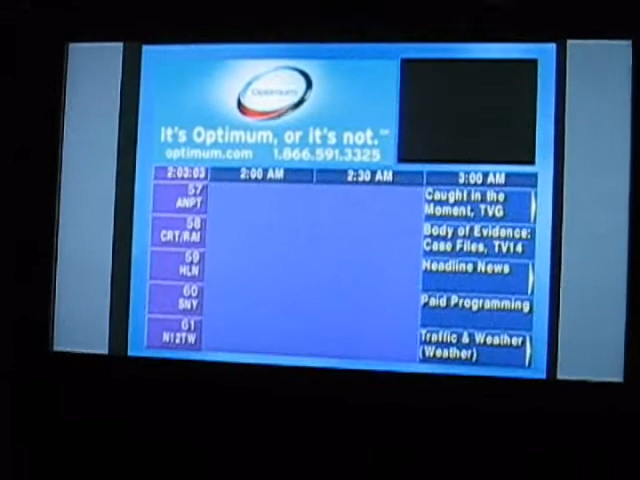 Optimum
It's Optimum, or it's not.℠
optimum.com 1.866.591.3325
2:03:03 2:00 AM 2:30 AM 3:00 AM
57
ANPT
Caught in the
Moment, TVG
58
CRT/RAI
Body of Evidence:
Case Files, TV14
59
HLN
Headline News
60
SNY
Paid Programming
61
N12TW
Traffic & Weather
(Weather)